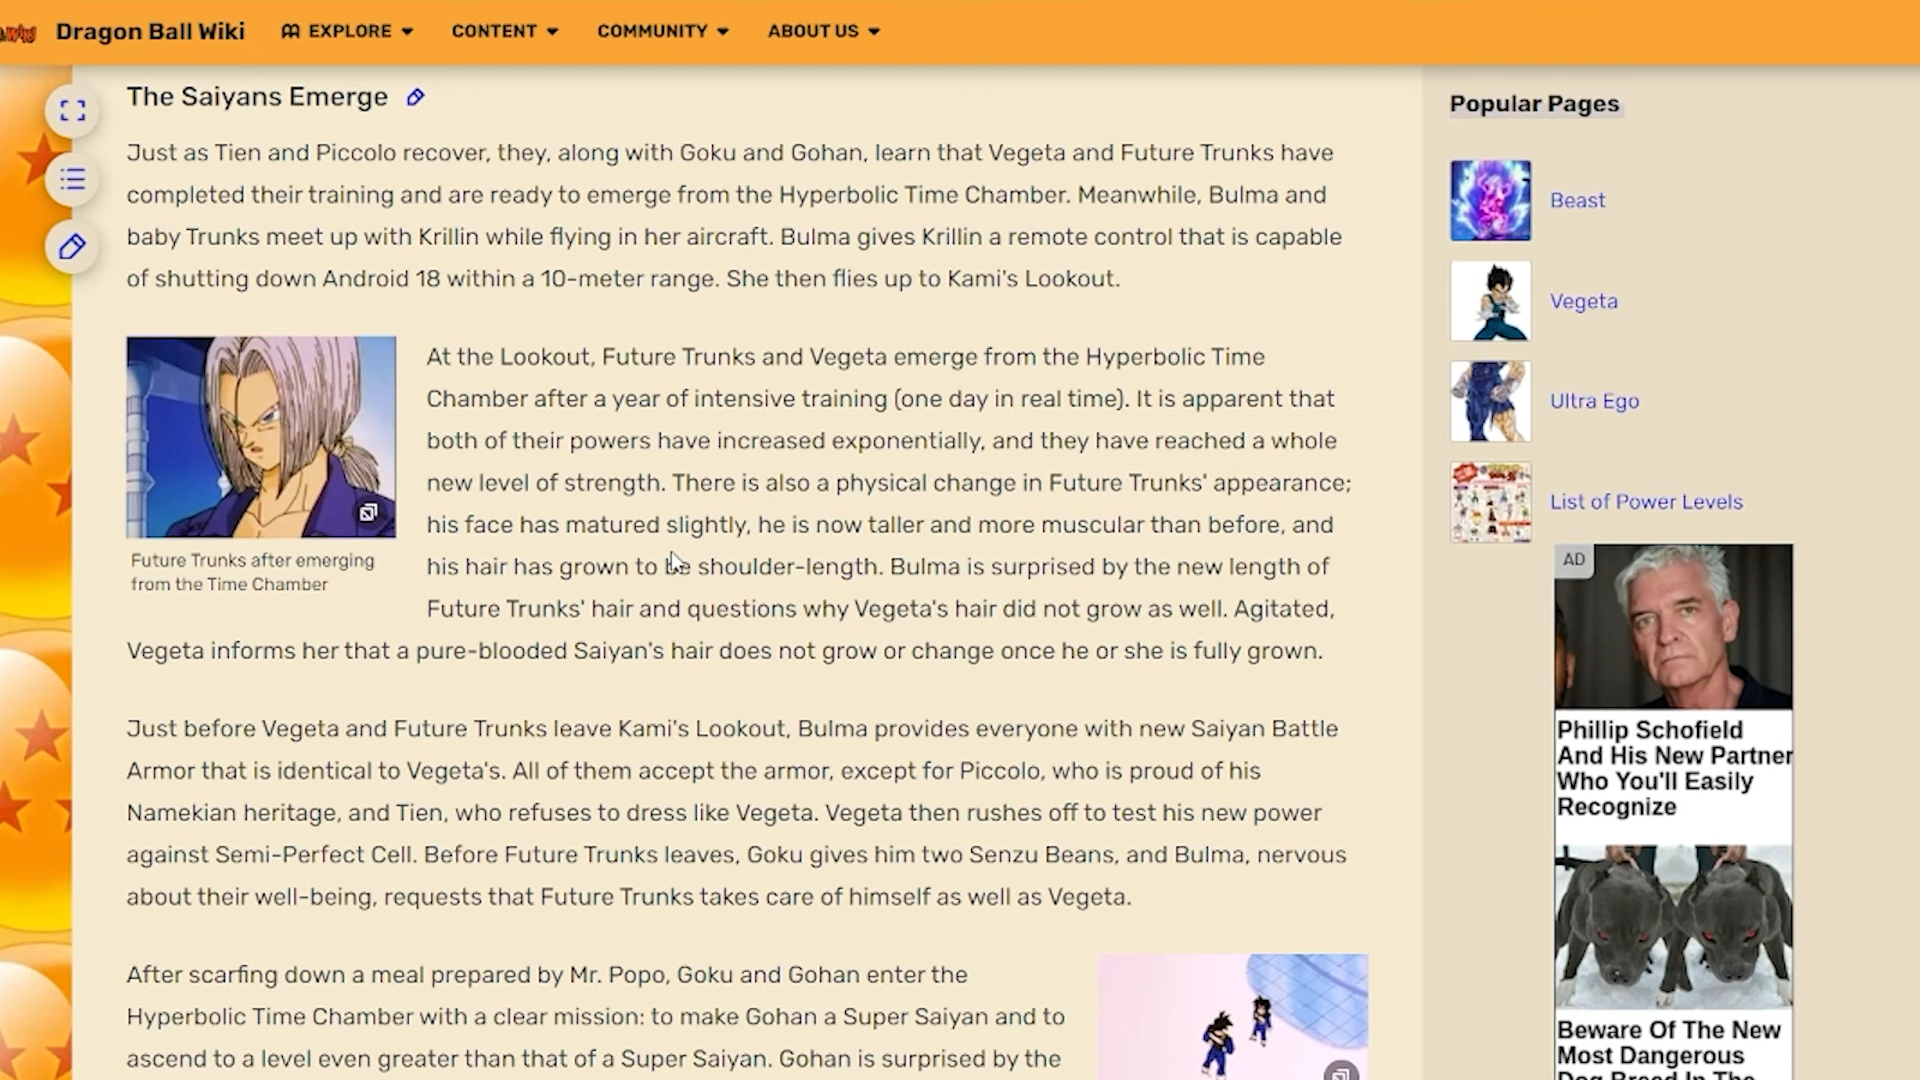 Dragon Ball Wiki
EXPLORE
CONTENT
COMMUNITY
ABOUT US
The Saiyans Emerge
Just as Tien and Piccolo recover, they, along with Goku and Gohan, learn that Vegeta and Future Trunks have
completed their training and are ready to emerge from the Hyperbolic Time Chamber. Meanwhile, Bulma and
baby Trunks meet up with Krillin while flying in her aircraft. Bulma gives Krillin a remote control that is capable
of shutting down Android 18 within a 10-meter range. She then flies up to Kami's Lookout.
At the Lookout, Future Trunks and Vegeta emerge from the Hyperbolic Time
Chamber after a year of intensive training (one day in real time). It is apparent that
both of their powers have increased exponentially, and they have reached a whole
new level of strength. There is also a physical change in Future Trunks' appearance;
his face has matured slightly, he is now taller and more muscular than before, and
his hair has grown to be shoulder-length. Bulma is surprised by the new length of
Future Trunks' hair and questions why Vegeta's hair did not grow as well. Agitated,
Vegeta informs her that a pure-blooded Saiyan's hair does not grow or change once he or she is fully grown.
Future Trunks after emerging
from the Time Chamber
Just before Vegeta and Future Trunks leave Kami's Lookout, Bulma provides everyone with new Saiyan Battle
Armor that is identical to Vegeta's. All of them accept the armor, except for Piccolo, who is proud of his
Namekian heritage, and Tien, who refuses to dress like Vegeta. Vegeta then rushes off to test his new power
against Semi-Perfect Cell. Before Future Trunks leaves, Goku gives him two Senzu Beans, and Bulma, nervous
about their well-being, requests that Future Trunks takes care of himself as well as Vegeta.
After scarfing down a meal prepared by Mr. Popo, Goku and Gohan enter the
Hyperbolic Time Chamber with a clear mission: to make Gohan a Super Saiyan and to
ascend to a level even greater than that of a Super Saiyan. Gohan is surprised by the
Popular Pages
Beast
Vegeta
Ultra Ego
List of Power Levels
AD
Phillip Schofield
And His New Partner
Who You'll Easily
Recognize
Beware Of The New
Most Dangerous
Dog Breed In The